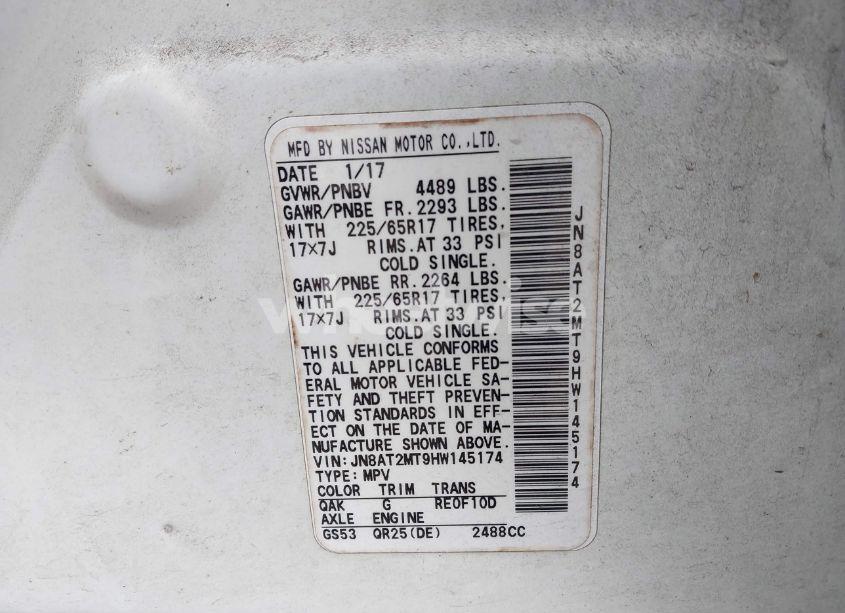 MFD BY NISSAN MOTOR CO.,LTD.
DATE 1/17
GVWR/PNBV 4489 LBS.
GAWR/PNBE FR.2293 LBS.
WITH 225/65R17 TIRES,
17×7J RIMS.AT 33 PSI
COLD SINGLE.
GAWR/PNBE RR.2264 LBS.
WITH 225/65R17 TIRES,
17×7J RIMS.AT 33 PSI
COLD SINGLE.
THIS VEHICLE CONFORMS
TO ALL APPLICABLE FED-
ERAL MOTOR VEHICLE SA-
FETY AND THEFT PREVEN-
TION STANDARDS IN EFF-
ECT ON THE DATE OF MA-
NUFACTURE SHOWN ABOVE.
VIN:JN8AT2MT9HW145174
TYPE:MPV
COLOR TRIM TRANS
QAK G RE0F10D
AXLE ENGINE
GS53 QR25(DE) 2488CC
JN8AT2MT9HW145174